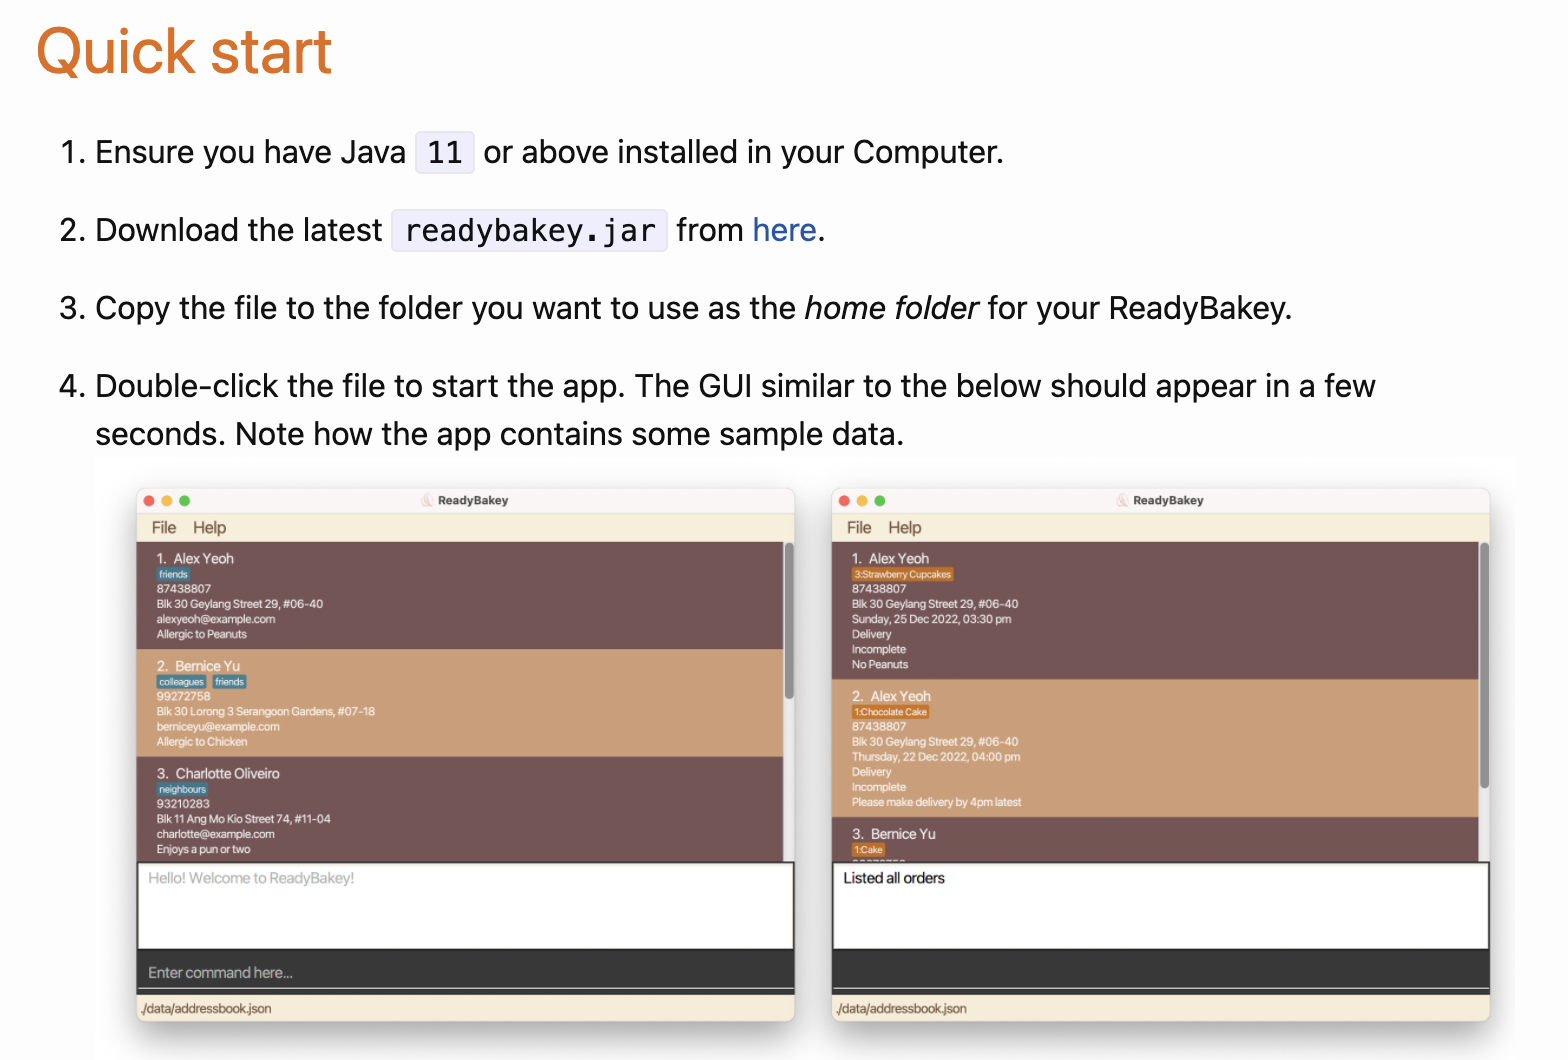 Quick start
1. Ensure you have Java 11 or above installed in your Computer.
2. Download the latest readybakey.jar from here.
3. Copy the file to the folder you want to use as the home folder for your ReadyBakey.
4. Double-click the file to start the app. The GUI similar to the below should appear in a few
seconds. Note how the app contains some sample data.
ReadyBakey
File Help
1. Alex Yeoh
friends
87438807
Blk 30 Geylang Street 29, #06-40
alexyeoh@example.com
Allergic to Peanuts
2. Bernice Yu
colleagues friends
99272758
Blk 30 Lorong 3 Serangoon Gardens, #07-18
berniceyu@example.com
Allergic to Chicken
3. Charlotte Oliveiro
neighbours
93210283
Blk 11 Ang Mo Kio Street 74, #11-04
charlotte@example.com
Enjoys a pun or two
Hello! Welcome to ReadyBakey!
Enter command here...
./data/addressbook.json
ReadyBakey
File Help
1. Alex Yeoh
3:Strawberry Cupcakes
87438807
Blk 30 Geylang Street 29, #06-40
Sunday, 25 Dec 2022, 03:30 pm
Delivery
Incomplete
No Peanuts
2. Alex Yeoh
1:Chocolate Cake
87438807
Blk 30 Geylang Street 29, #06-40
Thursday, 22 Dec 2022, 04:00 pm
Delivery
Incomplete
Please make delivery by 4pm latest
3. Bernice Yu
1:Cake
Listed all orders
./data/addressbook.json